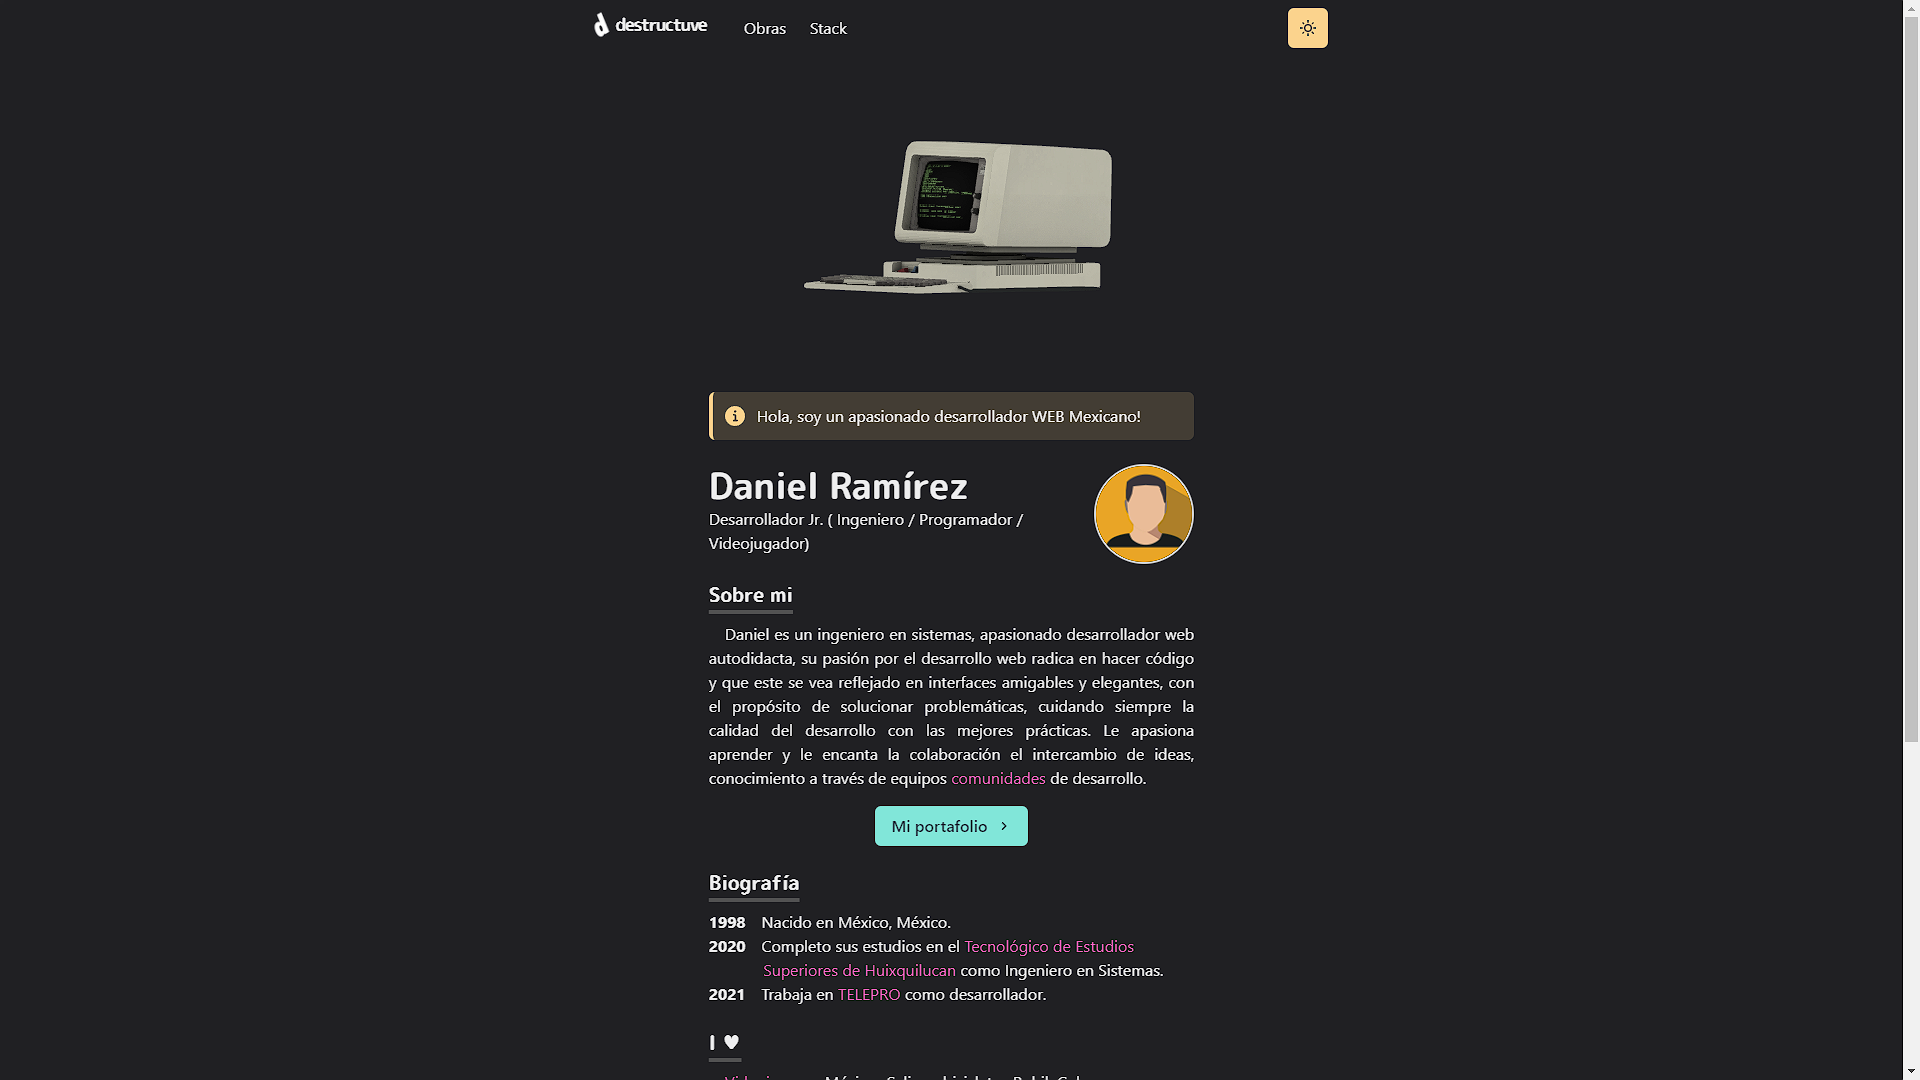 destructuve
Obras
Stack
Hola, soy un apasionado desarrollador WEB Mexicano!
Daniel Ramírez
Desarrollador Jr. ( Ingeniero / Programador /
Videojugador)
Sobre mi
Daniel es un ingeniero en sistemas, apasionado desarrollador web
autodidacta, su pasión por el desarrollo web radica en hacer código
y que este se vea reflejado en interfaces amigables y elegantes, con
el propósito de solucionar problemáticas, cuidando siempre la
calidad del desarrollo con las mejores prácticas. Le apasiona
aprender y le encanta la colaboración el intercambio de ideas,
conocimiento a través de equipos comunidades de desarrollo.
Mi portafolio
Biografía
1998 Nacido en México, México.
2020 Completo sus estudios en el Tecnológico de Estudios
Superiores de Huixquilucan como Ingeniero en Sistemas.
2021 Trabaja en TELEPRO como desarrollador.
I ♥